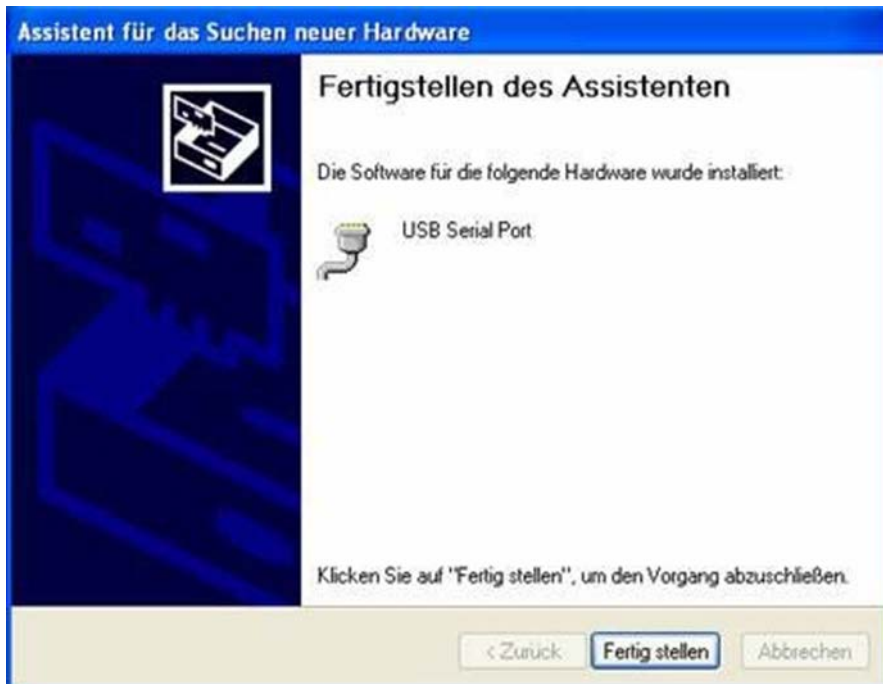 Assistent für das Suchen neuer Hardware
Fertigstellen des Assistenten
Die Software für die folgende Hardware wurde installiert:
USB Serial Port
Klicken Sie auf "Fertig stellen", um den Vorgang abzuschließen.
< Zurück Fertig stellen Abbrechen